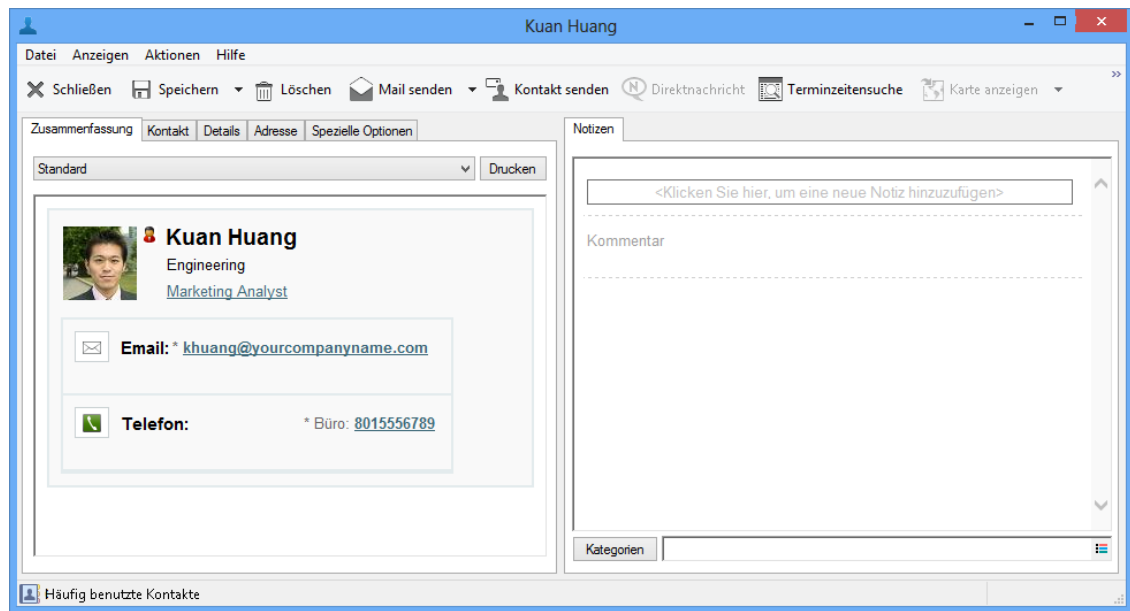 Kuan Huang
Datei Anzeigen Aktionen Hilfe
Schließen Speichern Löschen Mail senden Kontakt senden Direktnachricht Terminzeitensuche Karte anzeigen
Zusammenfassung Kontakt Details Adresse Spezielle Optionen
Standard Drucken
Kuan Huang
Engineering
Marketing Analyst
Email: * khuang@yourcompanyname.com
Telefon: * Büro: 8015556789
Notizen
<Klicken Sie hier, um eine neue Notiz hinzuzufügen>
Kommentar
Kategorien
Häufig benutzte Kontakte